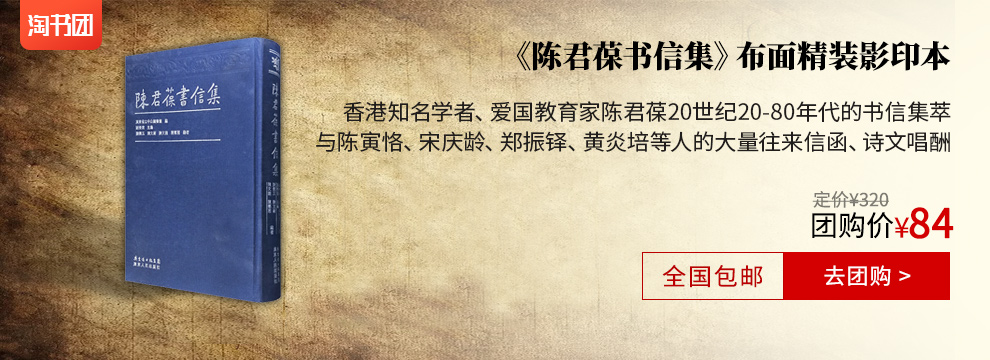 淘书团
《陈君葆书信集》布面精装影印本
香港知名学者、爱国教育家陈君葆20世纪20-80年代的书信集萃
与陈寅恪、宋庆龄、郑振铎、黄炎培等人的大量往来信函、诗文唱酬
定价¥320
团购价¥84
全国包邮
去团购 >
陳君葆書信集
陳君葆書信集